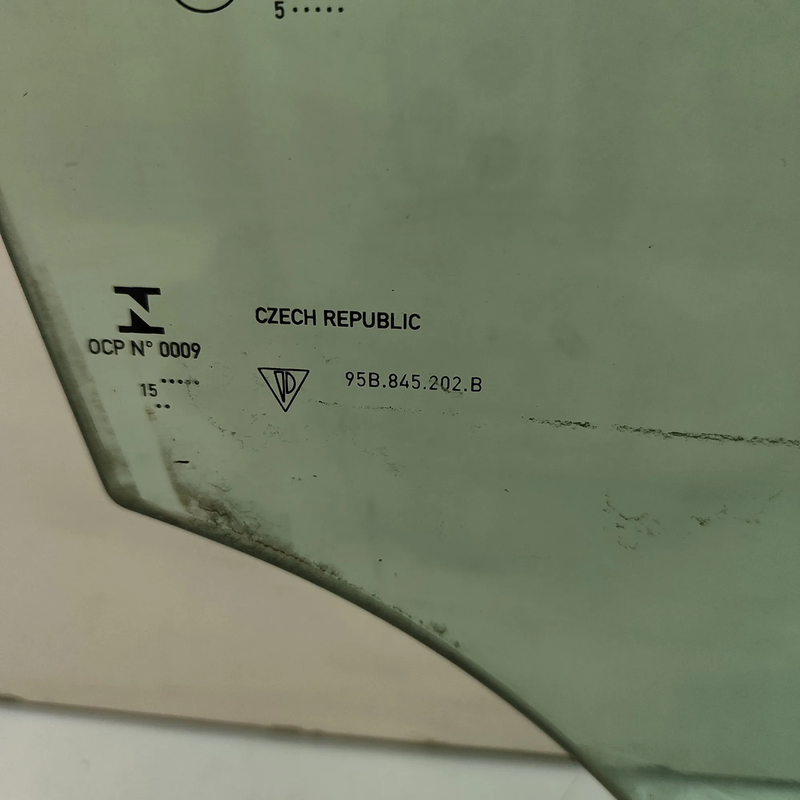 5 •••••
CZECH REPUBLIC
OCP N° 0009
95B.845.202.B
15 •••••
••